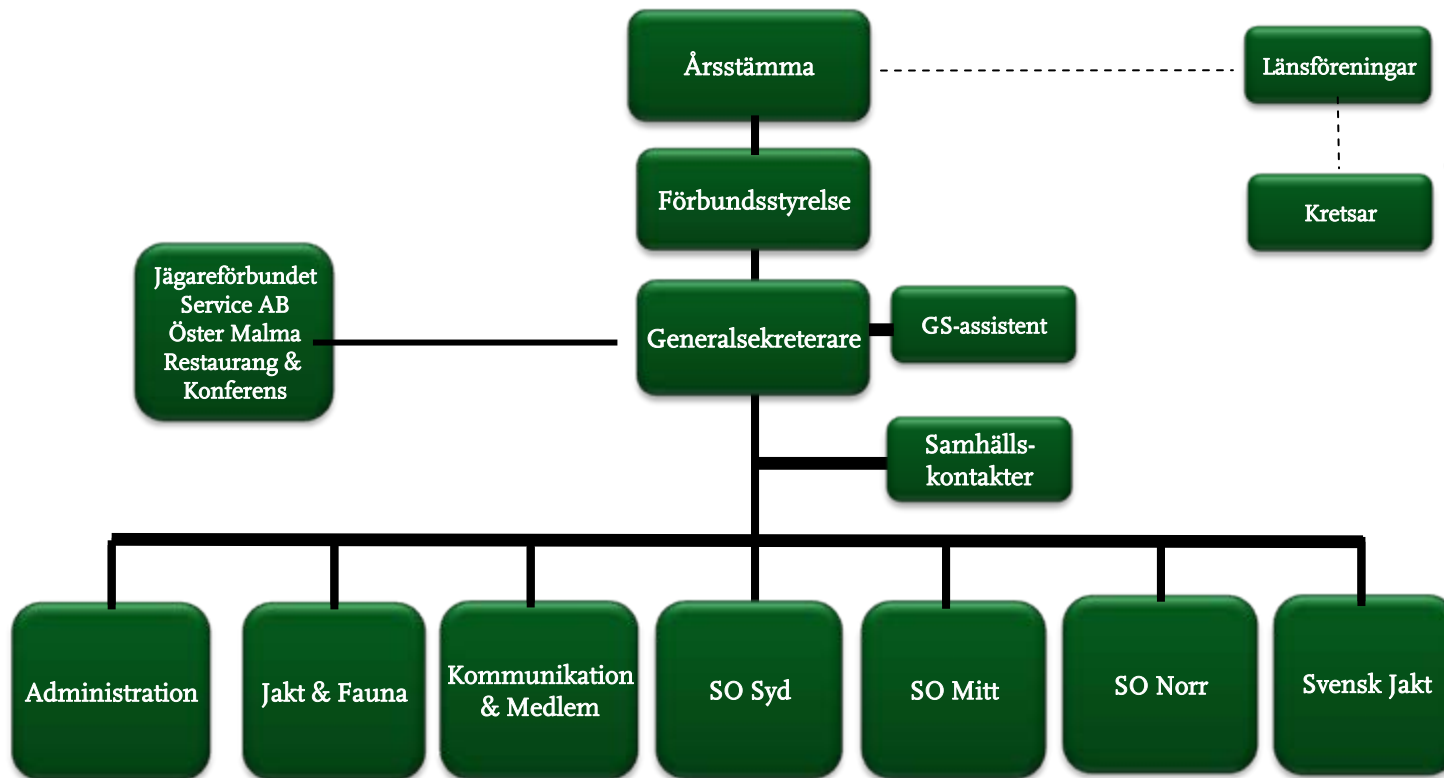 Årsstämma
Länsföreningar
Förbundsstyrelse
Kretsar
Jägareförbundet
Service AB
Öster Malma
Restaurang &
Konferens
Generalsekreterare
GS-assistent
Samhälls-
kontakter
Administration
Jakt & Fauna
Kommunikation
& Medlem
SO Syd
SO Mitt
SO Norr
Svensk Jakt